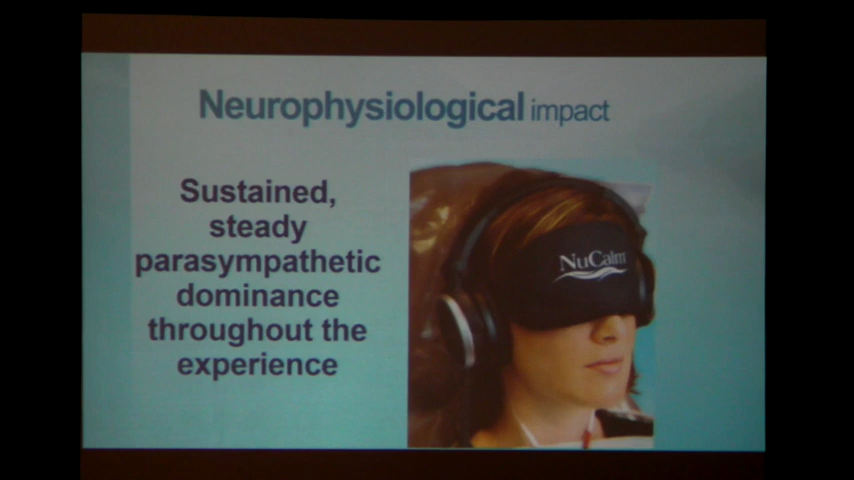 Neurophysiological impact
Sustained,
steady
parasympathetic
dominance
throughout the
experience
NuCalm